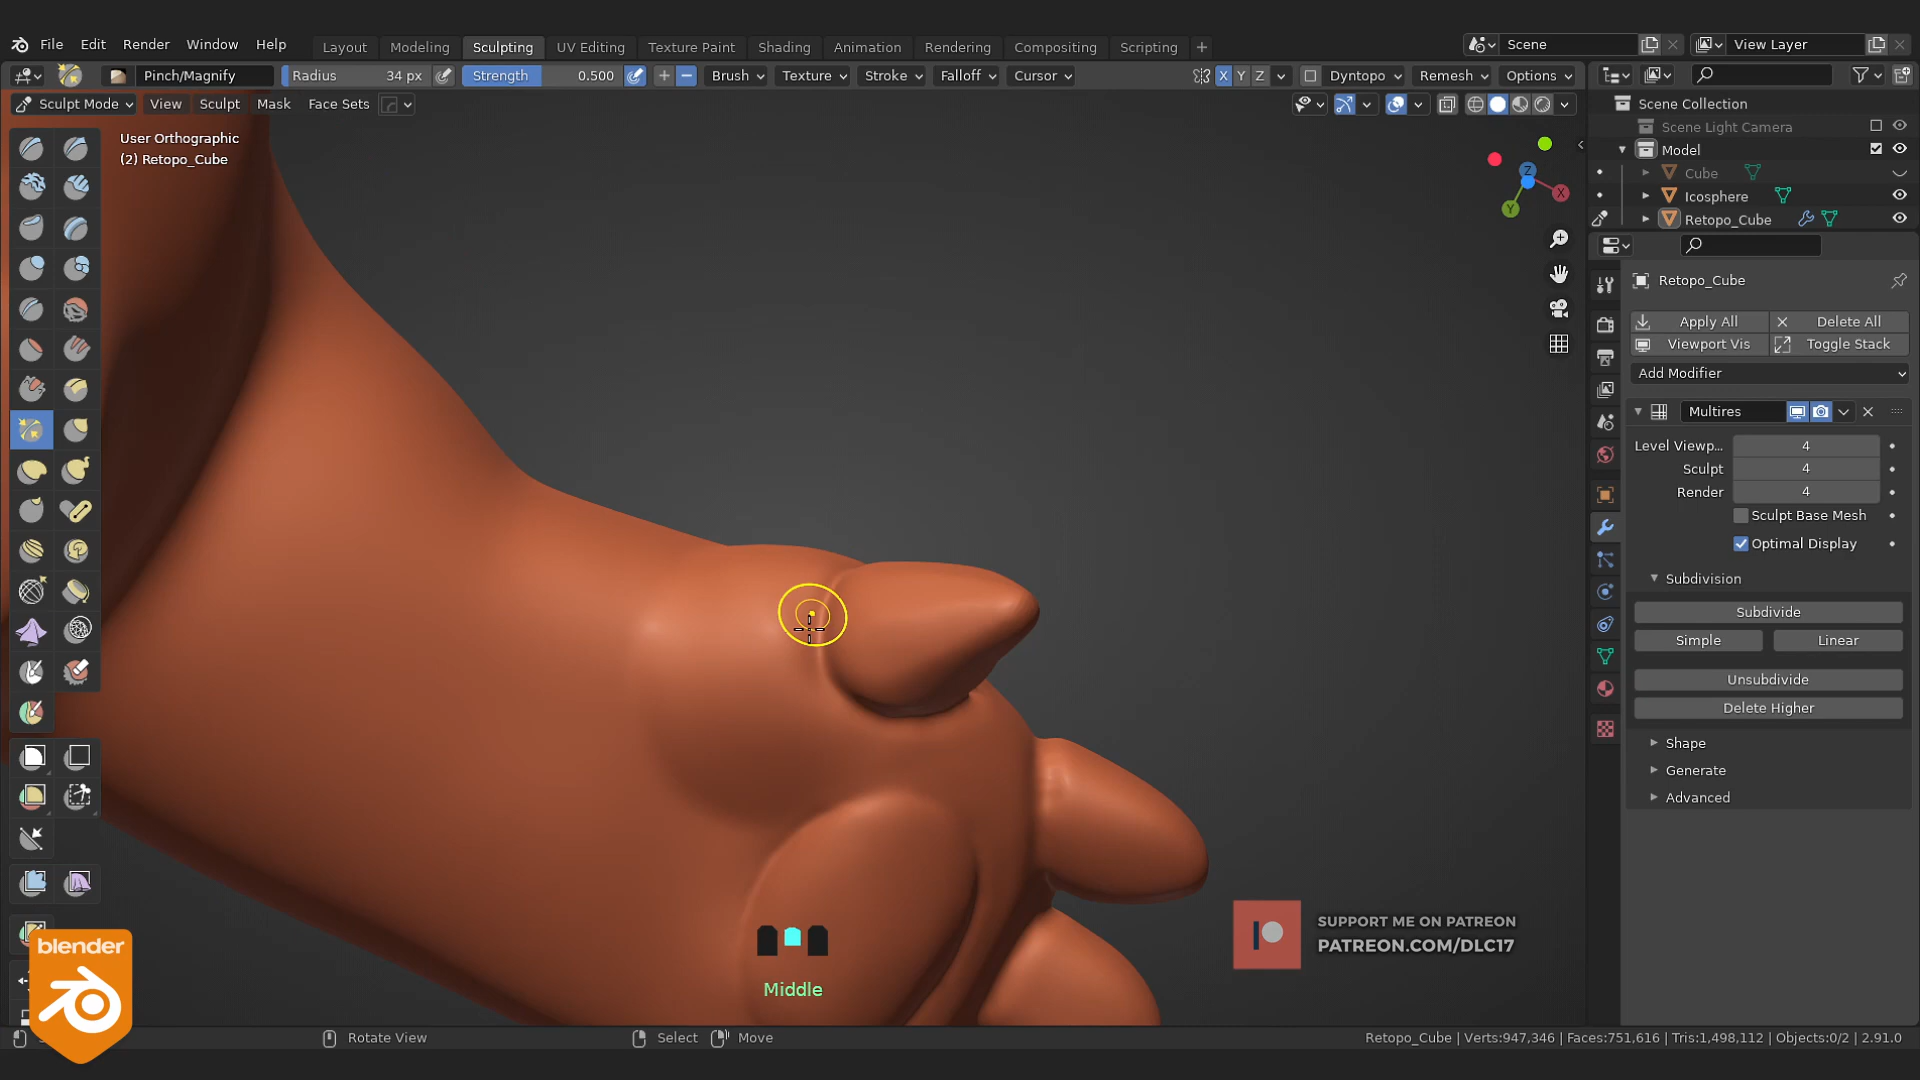 File Edit Render Window Help
Layout Modeling Sculpting UV Editing Texture Paint Shading Animation Rendering Compositing Scripting +
Scene
View Layer
Pinch/Magnify Radius 34 px Strength 0.500 Brush Texture Stroke Falloff Cursor
X Y Z Dyntopo Remesh Options
Sculpt Mode View Sculpt Mask Face Sets
User Orthographic
(2) Retopo_Cube
Z
X
Y
Scene Collection
Scene Light Camera
Model
Cube
Icosphere
Retopo_Cube
Retopo_Cube
Apply All Delete All
Viewport Vis Toggle Stack
Add Modifier
Multires
Level Viewp... 4
Sculpt 4
Render 4
Sculpt Base Mesh
Optimal Display
Subdivision
Subdivide
Simple Linear
Unsubdivide
Delete Higher
Shape
Generate
Advanced
SUPPORT ME ON PATREON
PATREON.COM/DLC17
Middle
blender
Rotate View Select Move
Retopo_Cube | Verts:947,346 | Faces:751,616 | Tris:1,498,112 | Objects:0/2 | 2.91.0